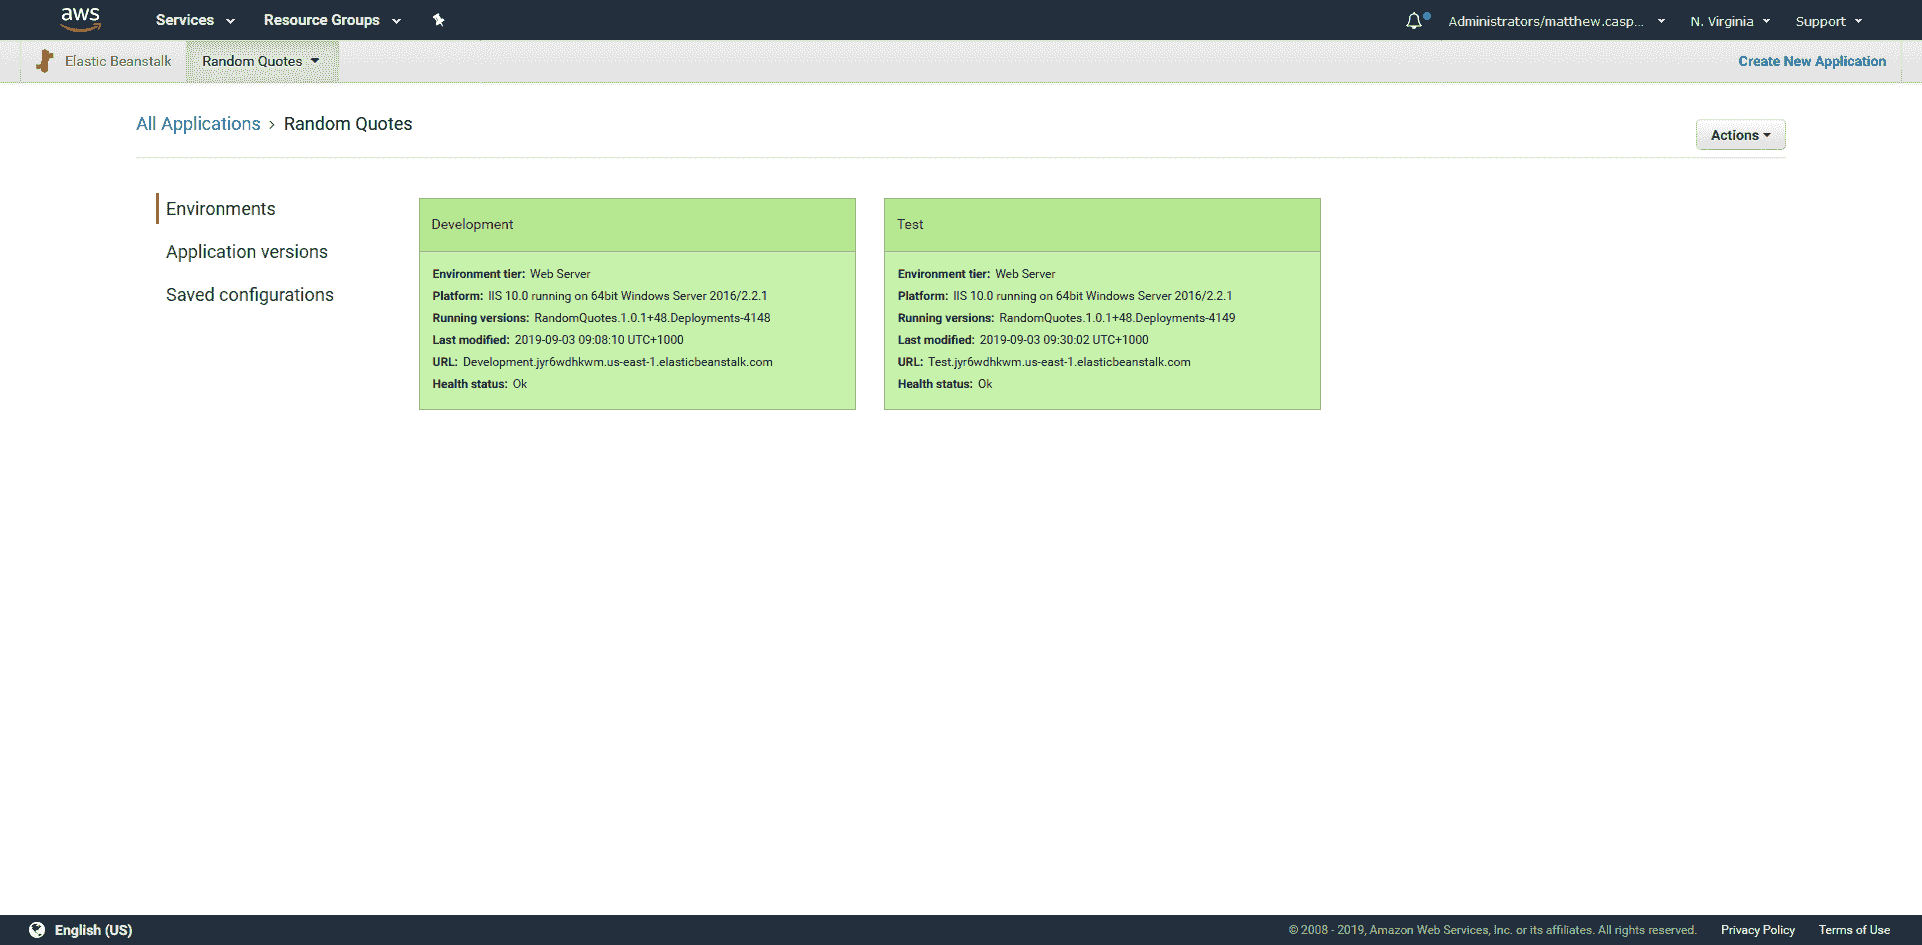 aws Services Resource Groups Administrators/matthew.casp... N. Virginia Support
Elastic Beanstalk Random Quotes Create New Application
All Applications › Random Quotes
Actions
Environments
Application versions
Saved configurations
Development
Environment tier: Web Server
Platform: IIS 10.0 running on 64bit Windows Server 2016/2.2.1
Running versions: RandomQuotes.1.0.1+48.Deployments-4148
Last modified: 2019-09-03 09:08:10 UTC+1000
URL: Development.jyr6wdhkwm.us-east-1.elasticbeanstalk.com
Health status: Ok
Test
Environment tier: Web Server
Platform: IIS 10.0 running on 64bit Windows Server 2016/2.2.1
Running versions: RandomQuotes.1.0.1+48.Deployments-4149
Last modified: 2019-09-03 09:30:02 UTC+1000
URL: Test.jyr6wdhkwm.us-east-1.elasticbeanstalk.com
Health status: Ok
English (US) © 2008 - 2019, Amazon Web Services, Inc. or its affiliates. All rights reserved. Privacy Policy Terms of Use